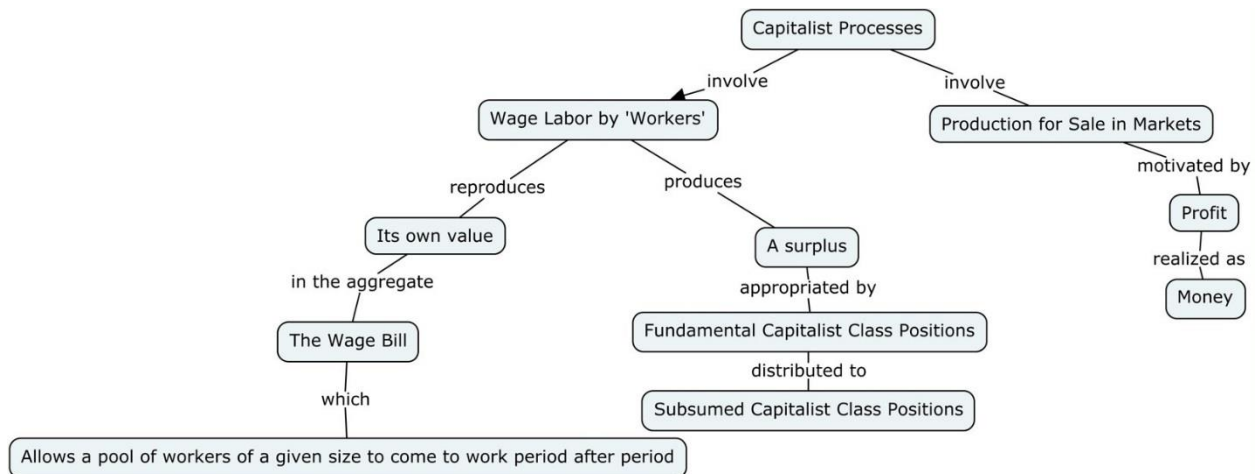 Capitalist Processes
involve
involve
Wage Labor by 'Workers'
Production for Sale in Markets
motivated by
reproduces
produces
Profit
Its own value
A surplus
realized as
in the aggregate
appropriated by
Money
The Wage Bill
Fundamental Capitalist Class Positions
distributed to
which
Subsumed Capitalist Class Positions
Allows a pool of workers of a given size to come to work period after period